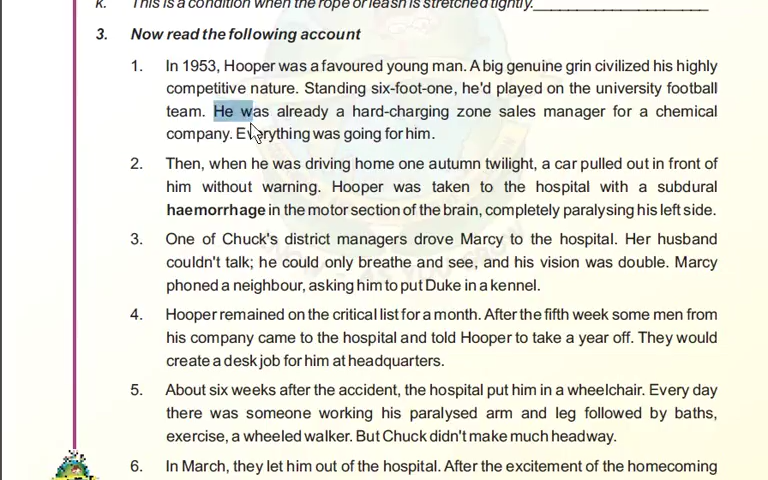 k. This is a condition when the rope or leash is stretched tightly.____________________
3. Now read the following account
1. In 1953, Hooper was a favoured young man. A big genuine grin civilized his highly
competitive nature. Standing six-foot-one, he'd played on the university football
team. He was already a hard-charging zone sales manager for a chemical
company. Everything was going for him.
2. Then, when he was driving home one autumn twilight, a car pulled out in front of
him without warning. Hooper was taken to the hospital with a subdural
haemorrhage in the motor section of the brain, completely paralysing his left side.
3. One of Chuck's district managers drove Marcy to the hospital. Her husband
couldn't talk; he could only breathe and see, and his vision was double. Marcy
phoned a neighbour, asking him to put Duke in a kennel.
4. Hooper remained on the critical list for a month. After the fifth week some men from
his company came to the hospital and told Hooper to take a year off. They would
create a desk job for him at headquarters.
5. About six weeks after the accident, the hospital put him in a wheelchair. Every day
there was someone working his paralysed arm and leg followed by baths,
exercise, a wheeled walker. But Chuck didn't make much headway.
6. In March, they let him out of the hospital. After the excitement of the homecoming